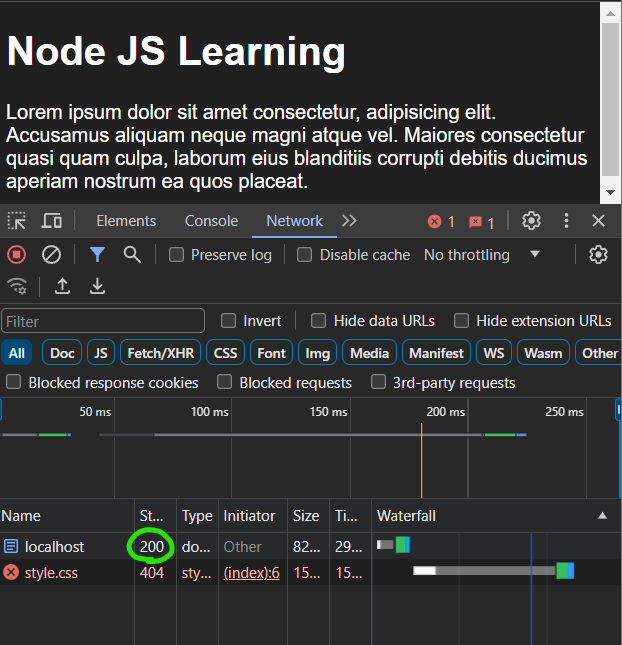 Node JS Learning
Lorem ipsum dolor sit amet consectetur, adipisicing elit.
Accusamus aliquam neque magni atque vel. Maiores consectetur
quasi quam culpa, laborum eius blanditiis corrupti debitis ducimus
aperiam nostrum ea quos placeat.
Elements Console Network 1 1
Preserve log Disable cache No throttling
Filter Invert Hide data URLs Hide extension URLs
All Doc JS Fetch/XHR CSS Font Img Media Manifest WS Wasm Other
Blocked response cookies Blocked requests 3rd-party requests
50 ms 100 ms 150 ms 200 ms 250 ms
Name St... Type Initiator Size Ti... Waterfall
localhost 200 do... Other 82... 29...
style.css 404 sty... (index):6 15... 15...